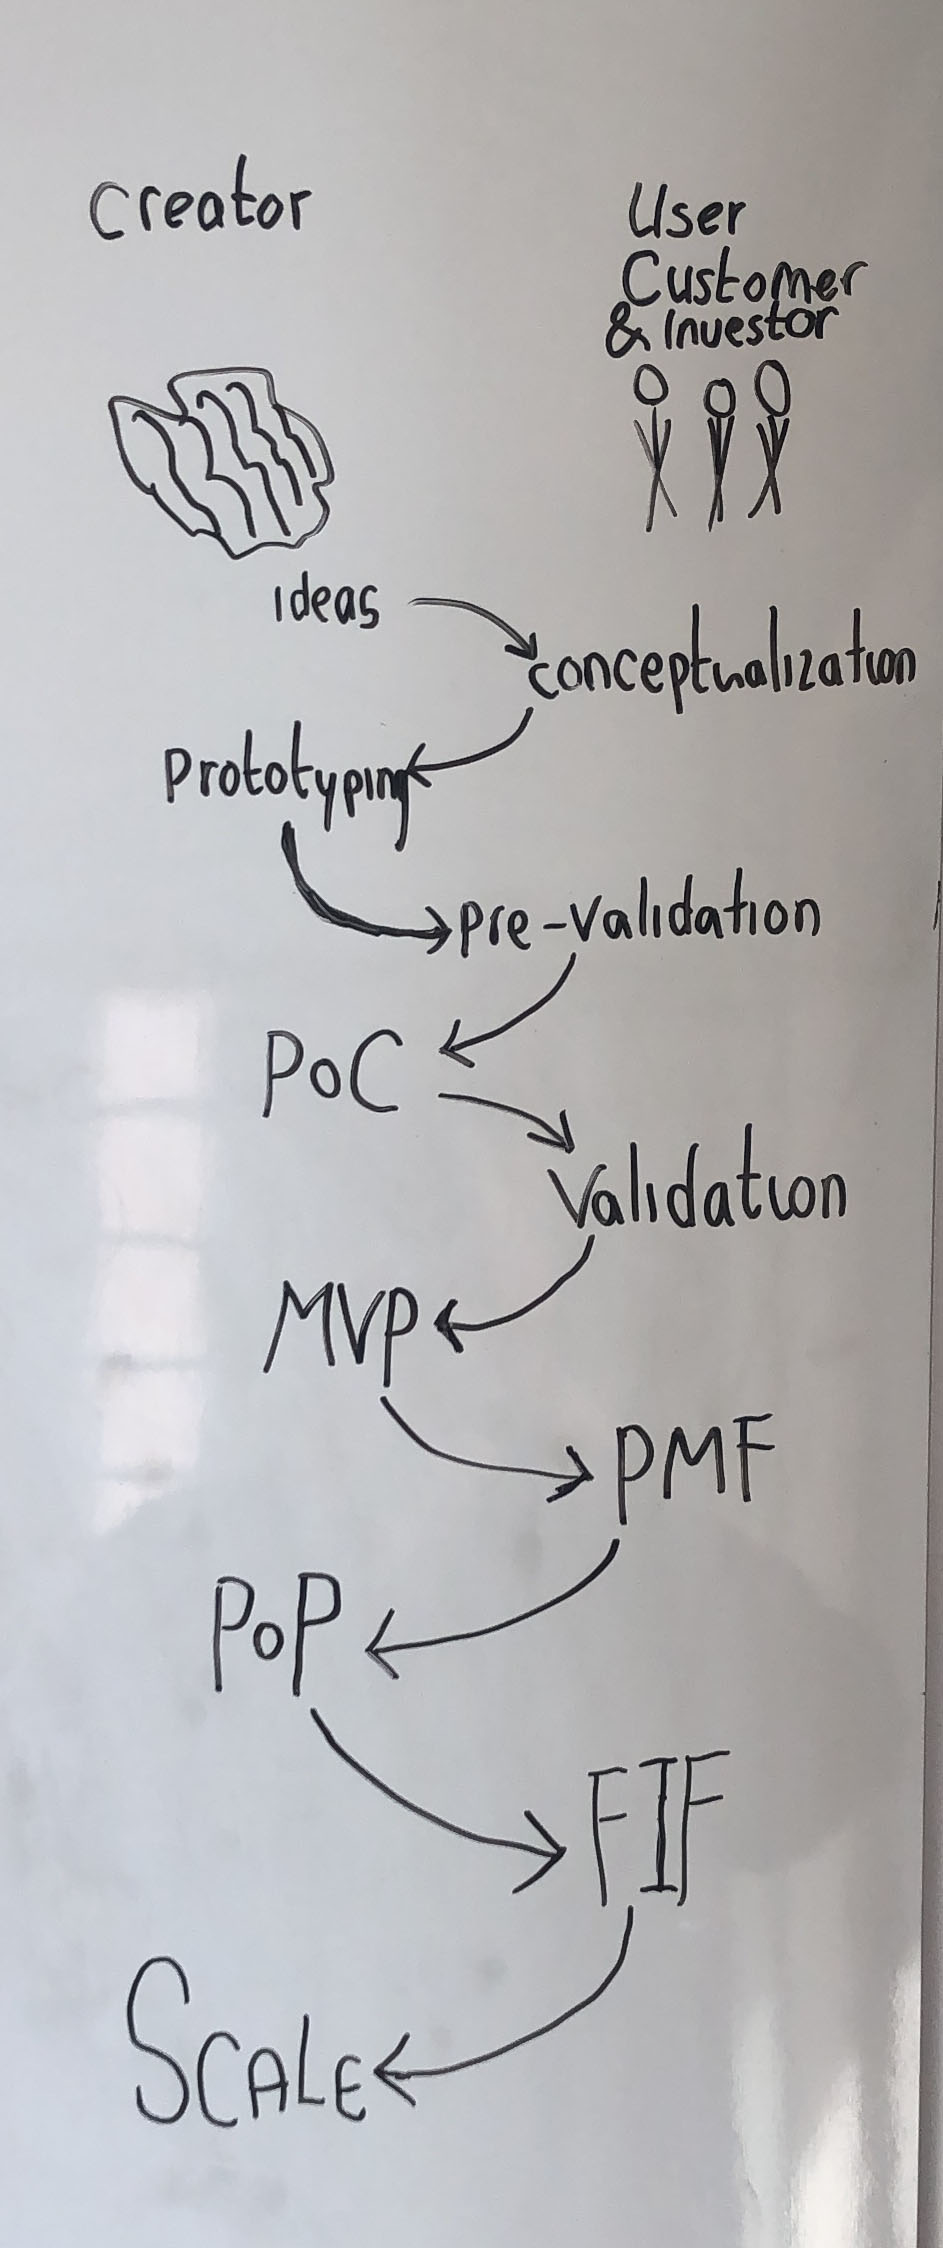 creator
User
Customer
& Investor
ideas
conceptualization
Prototyping
pre-validation
PoC
Validation
MVP
PMF
PoP
FIF
SCALE